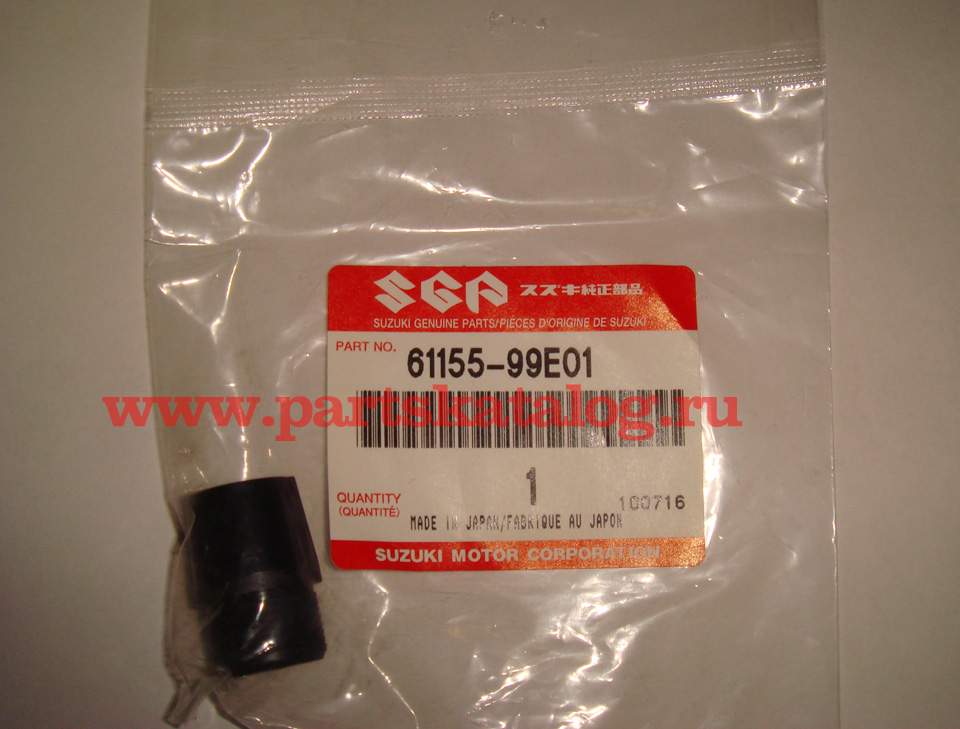 SGP スズキ純正部品
SUZUKI GENUINE PARTS/PIÈCES D'ORIGINE DE SUZUKI
PART NO. 61155-99E01
www.partskatalog.ru
1
QUANTITY
(QUANTITÉ)
100716
MADE IN JAPAN/FABRIQUE AU JAPON
SUZUKI MOTOR CORPORATION